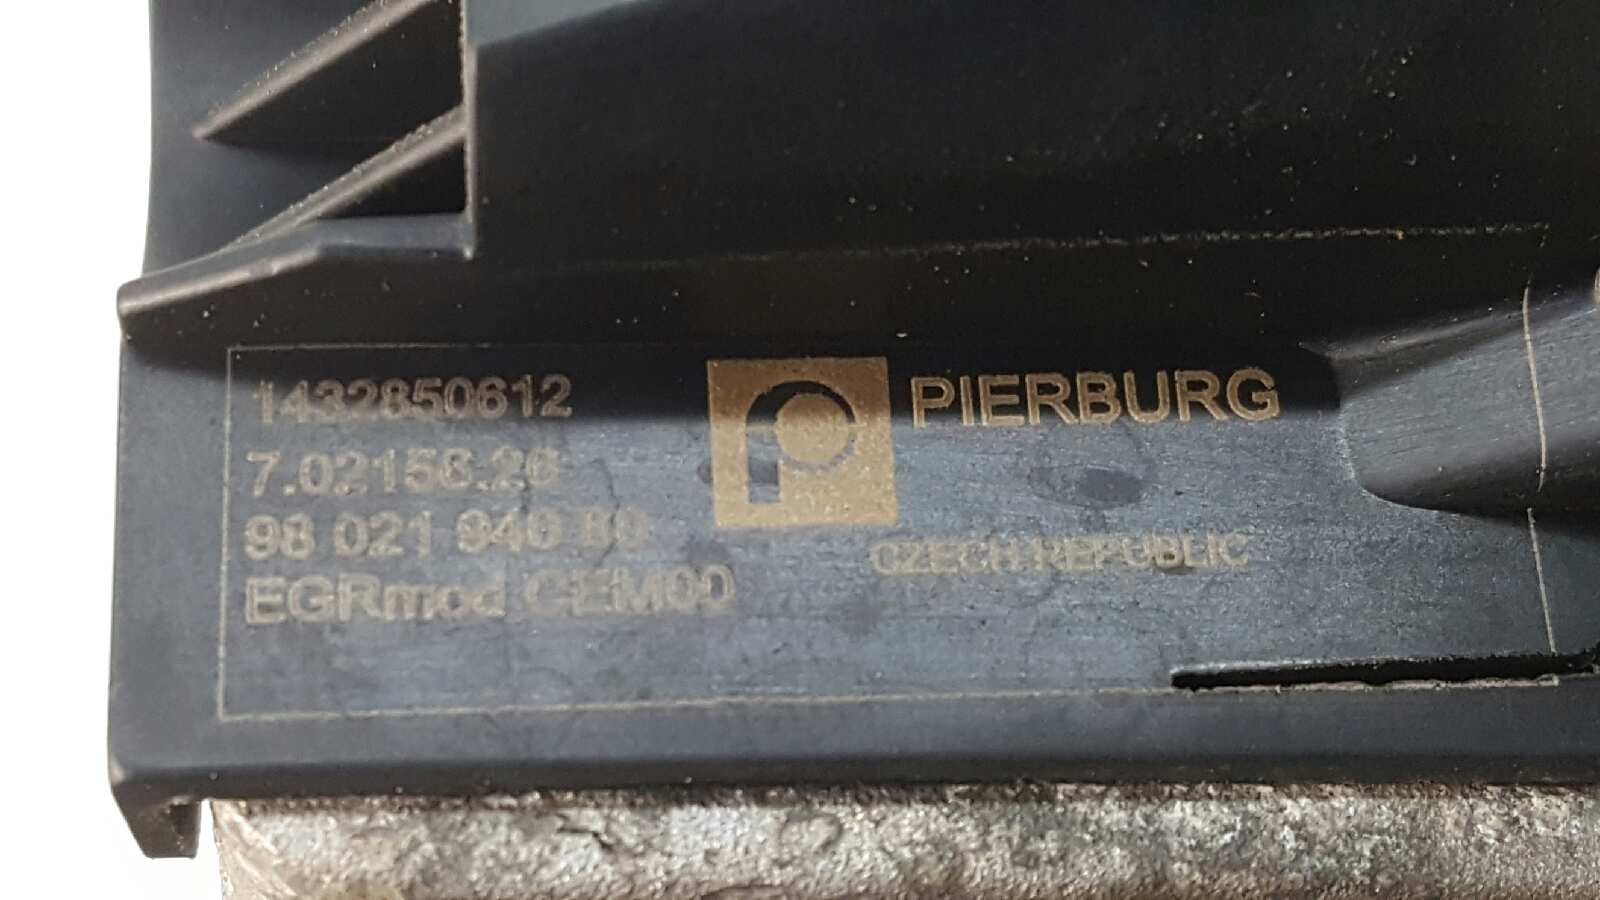 1432850612
PIERBURG
7.02156.26
98 021 940 80
CZECH REPUBLIC
EGRmod CEM00